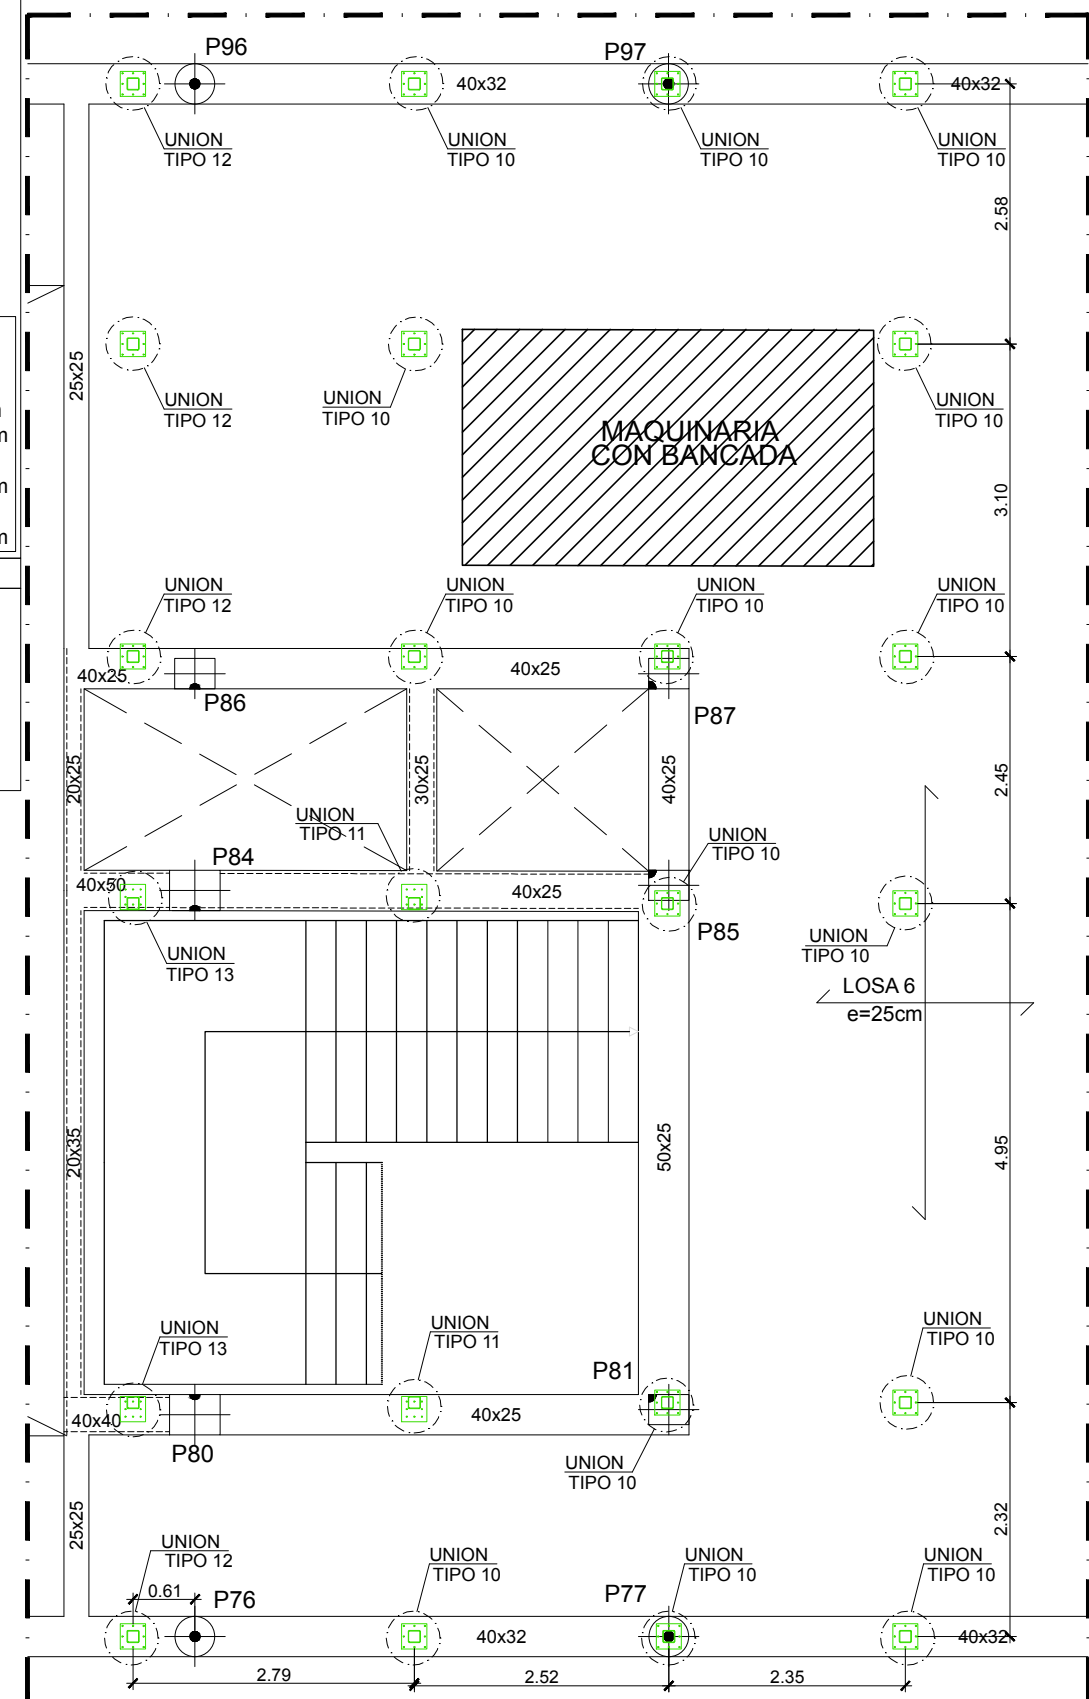 P96
P97
40x32
40x32
UNION
TIPO 12
UNION
TIPO 10
UNION
TIPO 10
UNION
TIPO 10
2.58
25x25
UNION
TIPO 12
UNION
TIPO 10
MAQUINARIA
CON BANCADA
UNION
TIPO 10
m
m
m
3.10
UNION
TIPO 12
UNION
TIPO 10
UNION
TIPO 10
UNION
TIPO 10
40x25
P86
40x25
P87
20x25
30x25
40x25
2.45
UNION
TIPO 11
UNION
TIPO 10
P84
40x50
40x25
P85
UNION
TIPO 13
UNION
TIPO 10
LOSA 6
e=25cm
20x35
50x25
4.95
UNION
TIPO 13
UNION
TIPO 11
UNION
TIPO 10
P81
40x40
40x25
P80
UNION
TIPO 10
25x25
2.32
UNION
TIPO 12
UNION
TIPO 10
UNION
TIPO 10
UNION
TIPO 10
0.61
P76
P77
40x32
40x32
2.79
2.52
2.35